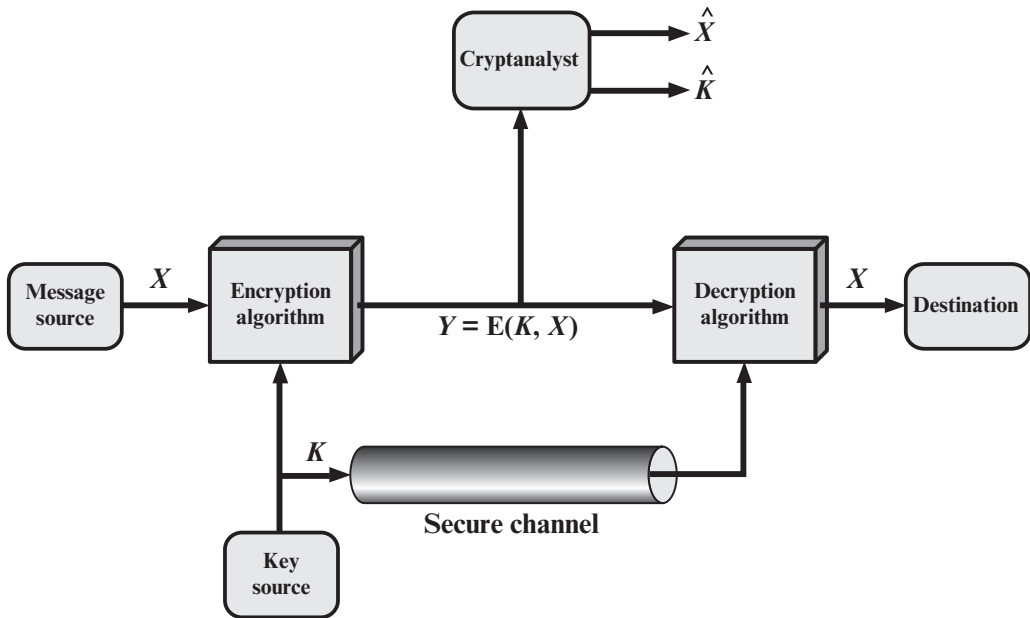 X̂
Cryptanalyst
K̂
Message
source
X
Encryption
algorithm
Y = E(K, X)
Decryption
algorithm
X
Destination
K
Secure channel
Key
source